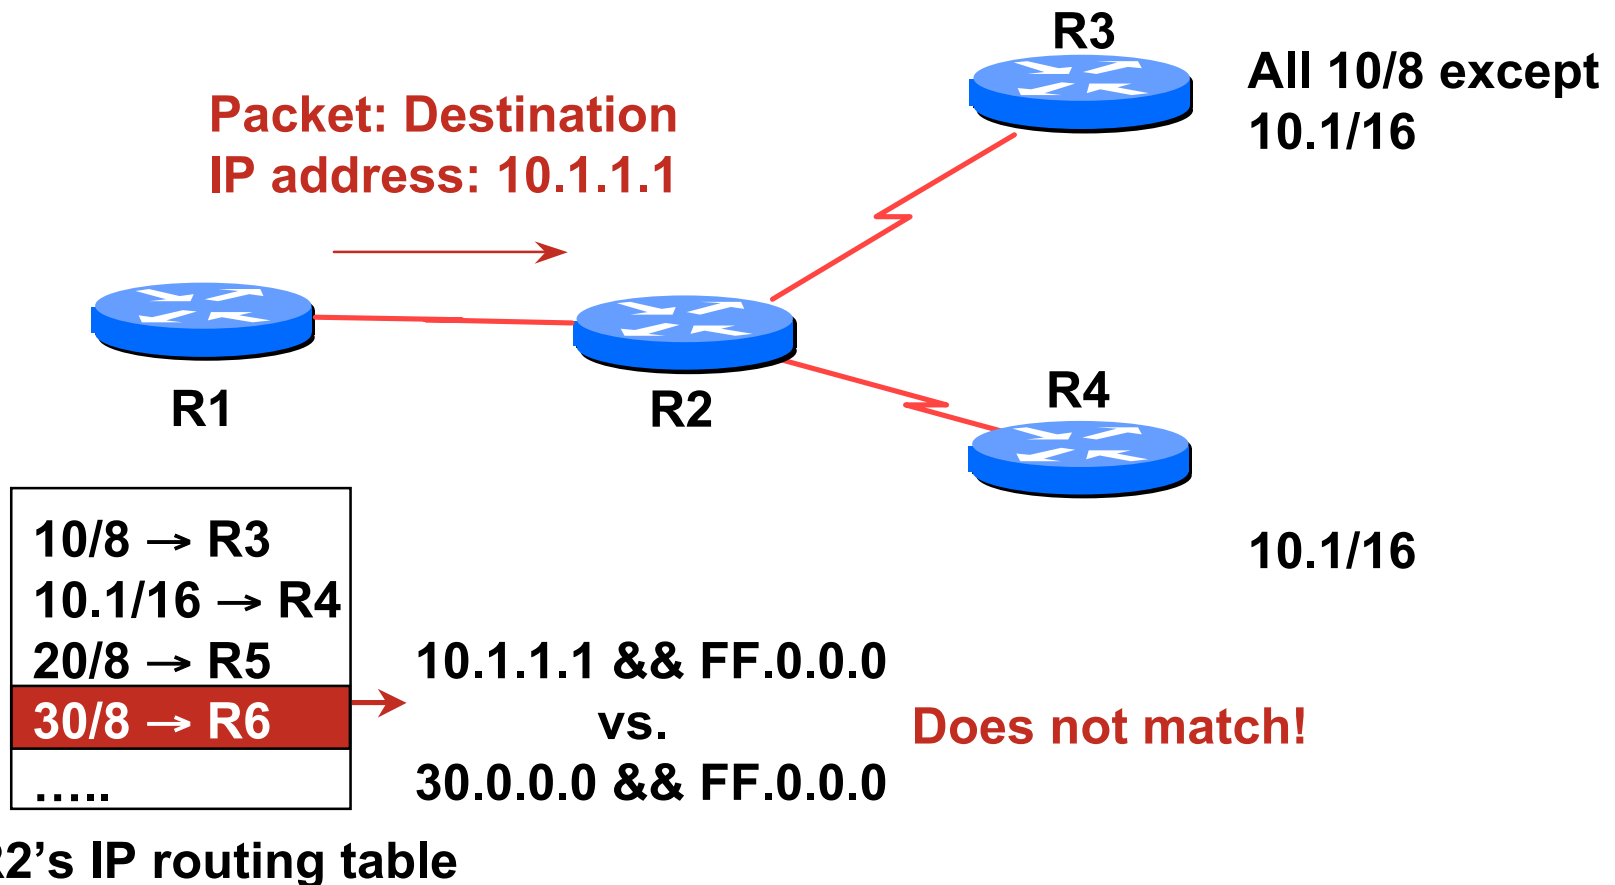 R3
All 10/8 except
10.1/16
Packet: Destination
IP address: 10.1.1.1
R1
R2
R4
10.1/16
10/8 → R3
10.1/16 → R4
20/8 → R5
30/8 → R6
…..
10.1.1.1 && FF.0.0.0
vs.
30.0.0.0 && FF.0.0.0
Does not match!
R2’s IP routing table